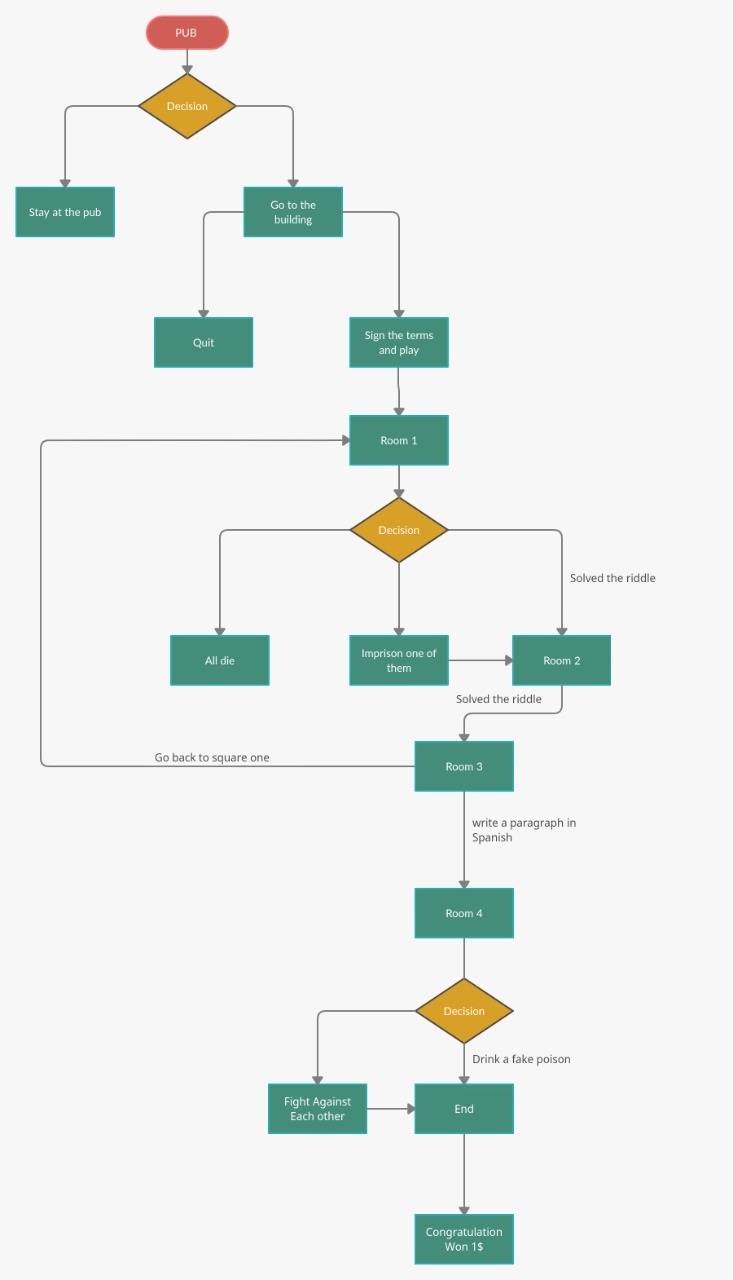 PUB
Decision
Stay at the pub
Go to the
building
Quit
Sign the terms
and play
Room 1
Decision
Solved the riddle
All die
Imprison one of
them
Room 2
Solved the riddle
Go back to square one
Room 3
write a paragraph in
Spanish
Room 4
Decision
Drink a fake poison
Fight Against
Each other
End
Congratulation
Won 1$